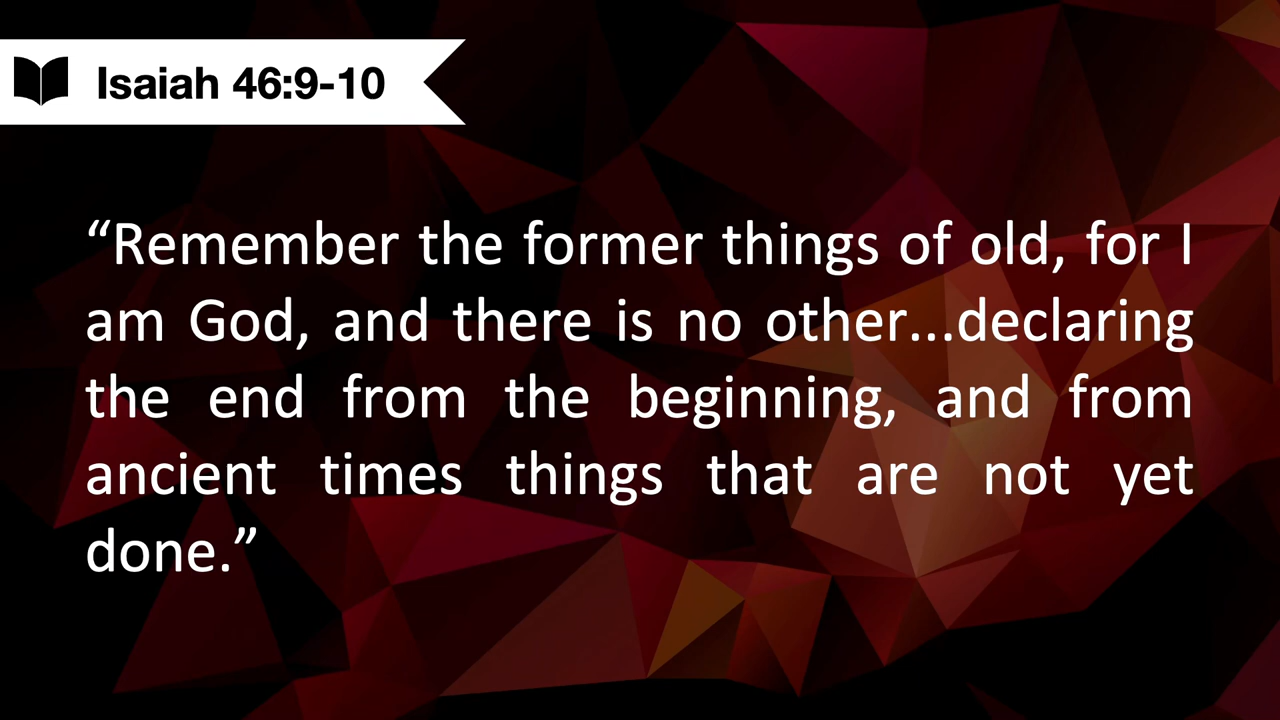 Isaiah 46:9-10
“Remember the former things of old, for I
am God, and there is no other...declaring
the end from the beginning, and from
ancient times things that are not yet
done.”